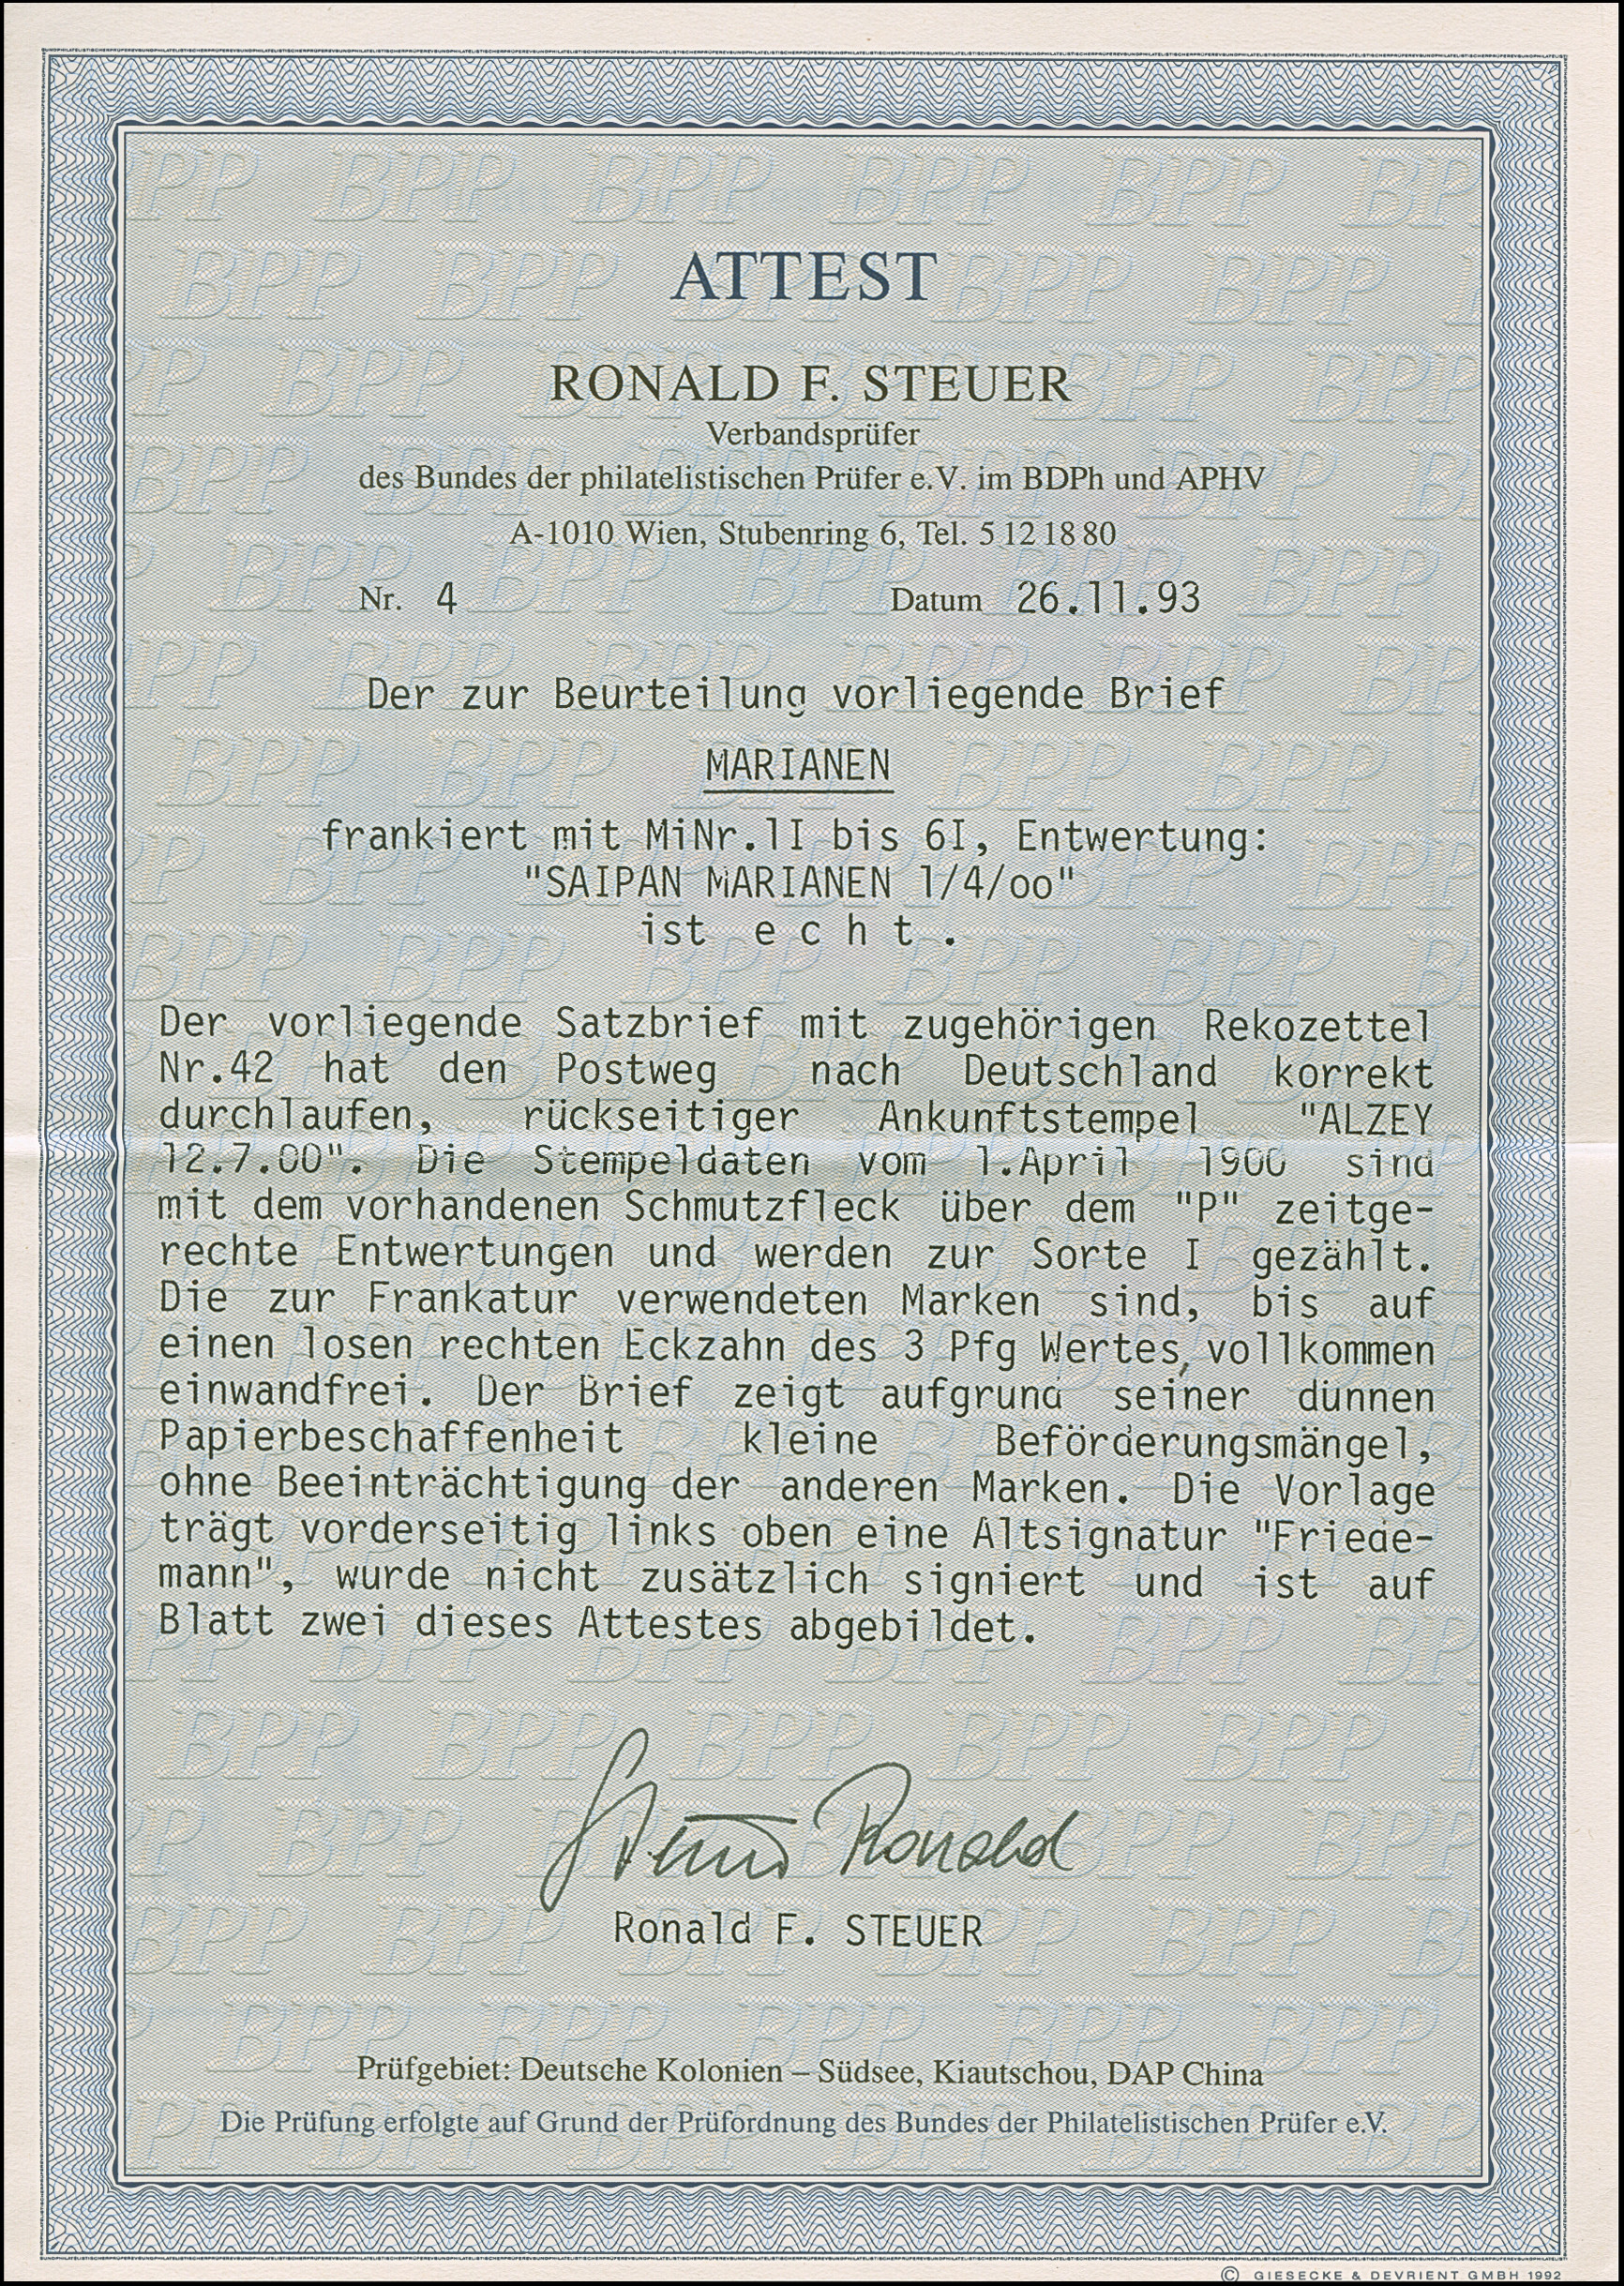 ATTEST
RONALD F. STEUER
Verbandsprüfer
des Bundes der philatelistischen Prüfer e.V. im BDPh und APHV
A-1010 Wien, Stubenring 6, Tel. 5 12 18 80
Nr. 4 Datum 26.11.93
Der zur Beurteilung vorliegende Brief
MARIANEN
frankiert mit MiNr.1I bis 6I, Entwertung:
"SAIPAN MARIANEN 1/4/oo"
ist e c h t .
Der vorliegende Satzbrief mit zugehörigen Rekozettel
Nr.42 hat den Postweg nach Deutschland korrekt
durchlaufen, rückseitiger Ankunftstempel "ALZEY
12.7.00". Die Stempeldaten vom 1.April 1900 sind
mit dem vorhandenen Schmutzfleck über dem "P" zeitge-
rechte Entwertungen und werden zur Sorte I gezählt.
Die zur Frankatur verwendeten Marken sind, bis auf
einen losen rechten Eckzahn des 3 Pfg Wertes, vollkommen
einwandfrei. Der Brief zeigt aufgrund seiner dünnen
Papierbeschaffenheit kleine Beförderungsmängel,
ohne Beeinträchtigung der anderen Marken. Die Vorlage
trägt vorderseitig links oben eine Altsignatur "Friede-
mann", wurde nicht zusätzlich signiert und ist auf
Blatt zwei dieses Attestes abgebildet.
Steuer Ronald
Ronald F. STEUER
Prüfgebiet: Deutsche Kolonien – Südsee, Kiautschou, DAP China
Die Prüfung erfolgte auf Grund der Prüfordnung des Bundes der Philatelistischen Prüfer e.V.
© GIESECKE & DEVRIENT GMBH 1992